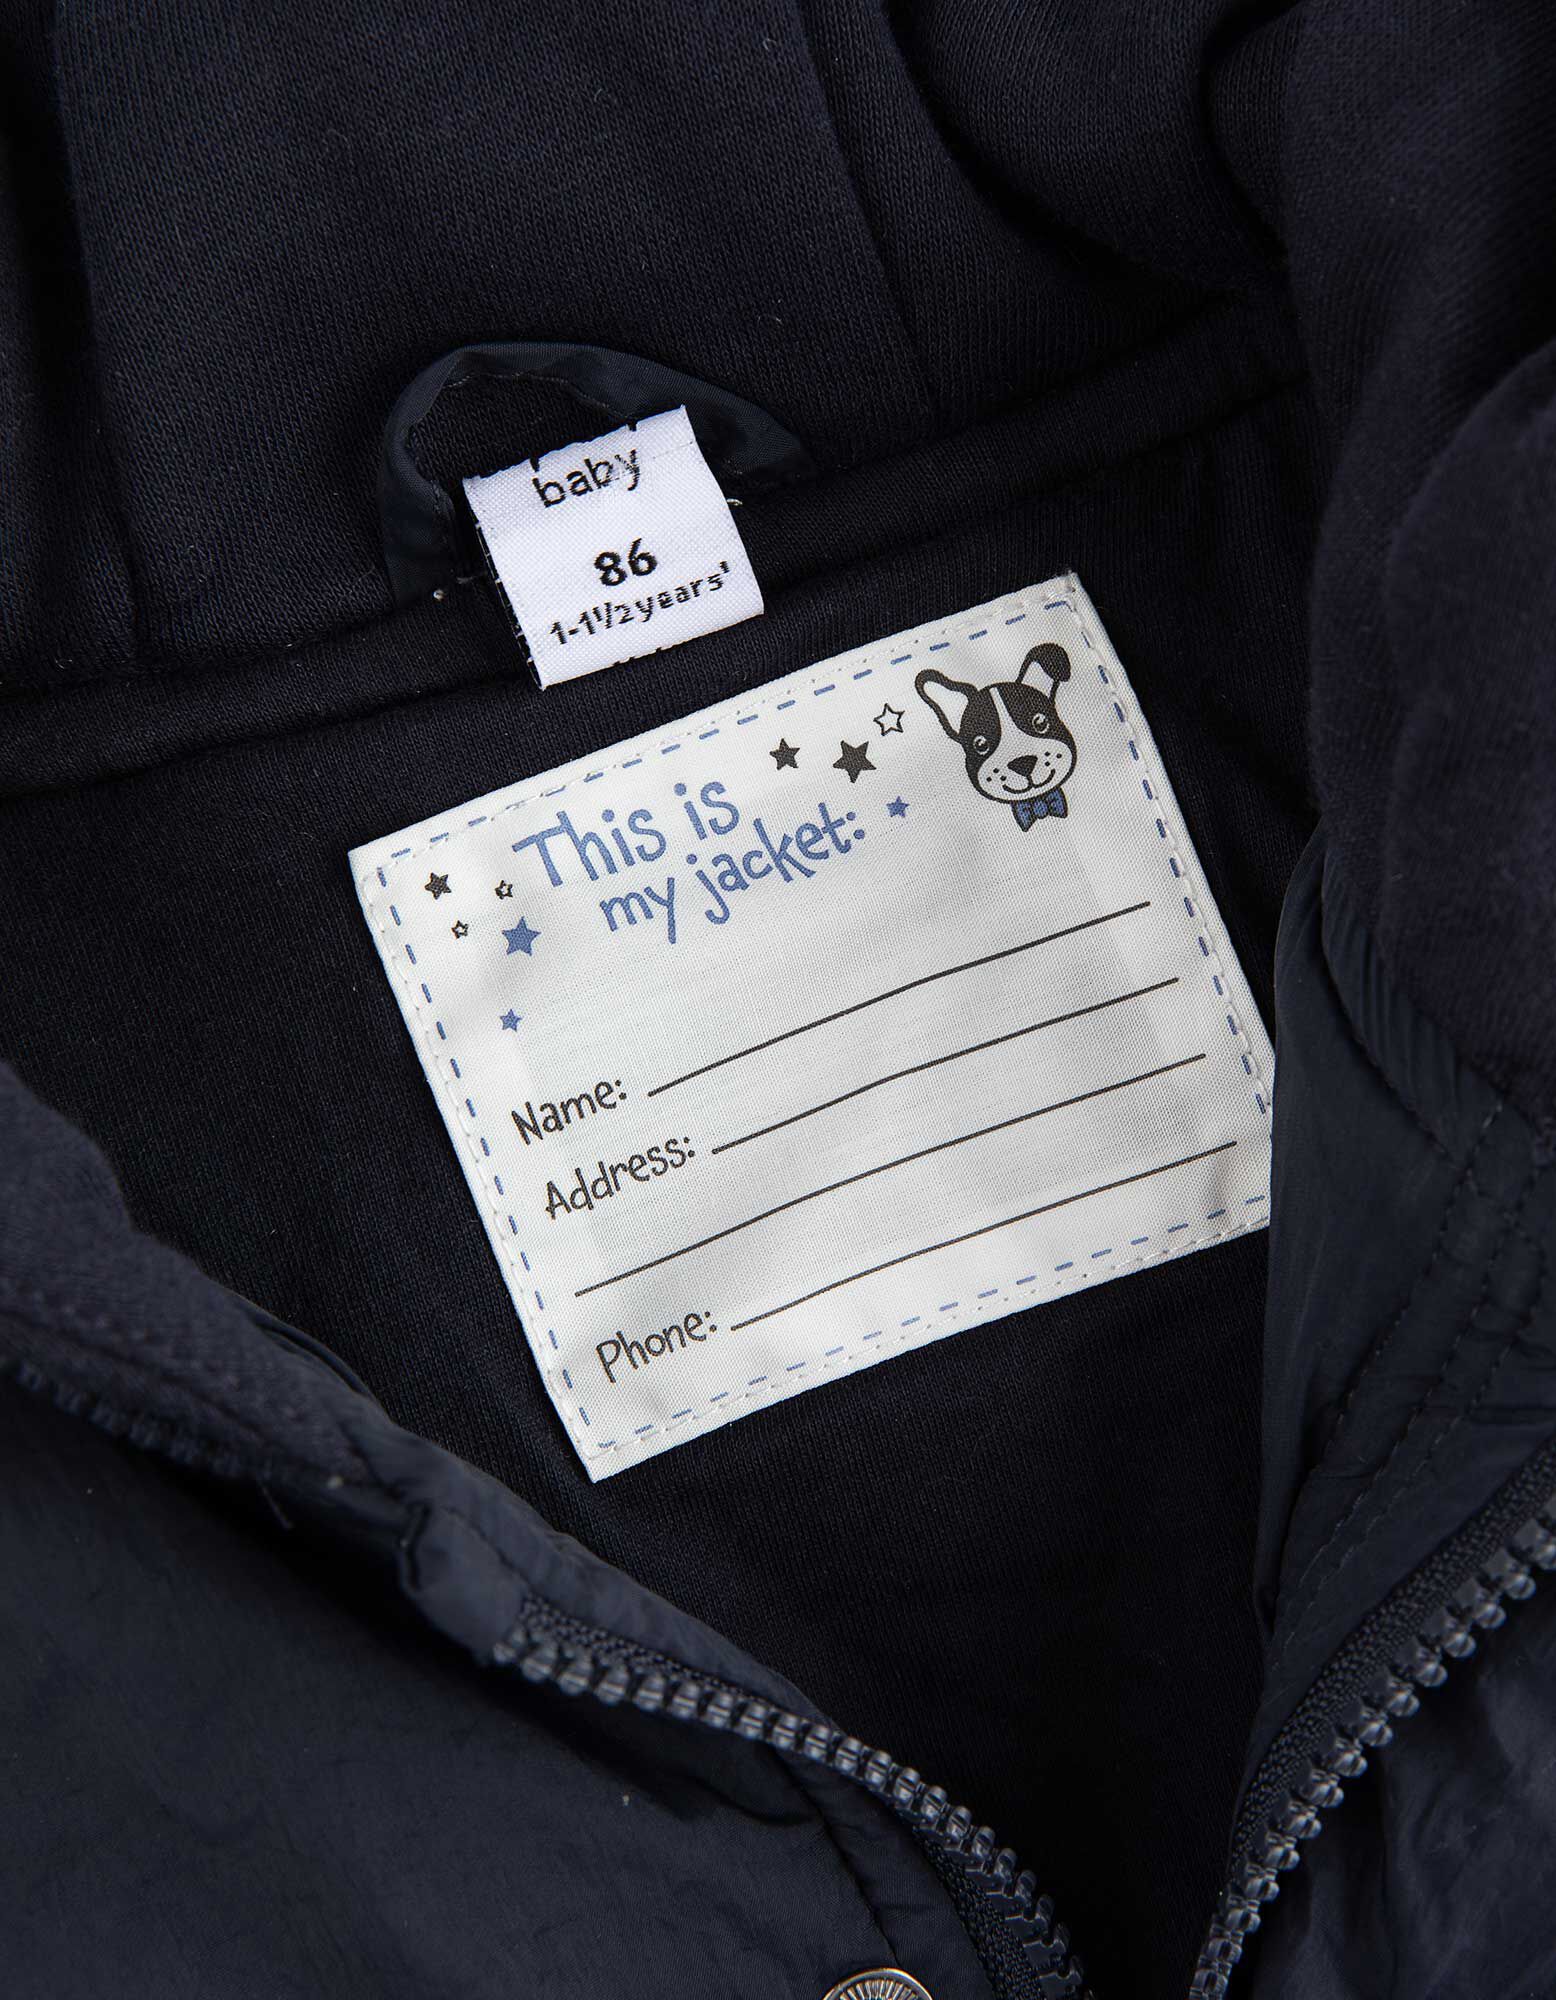 baby
86
1-1½ years'
This is
my jacket:
Name:
Address:
Phone: